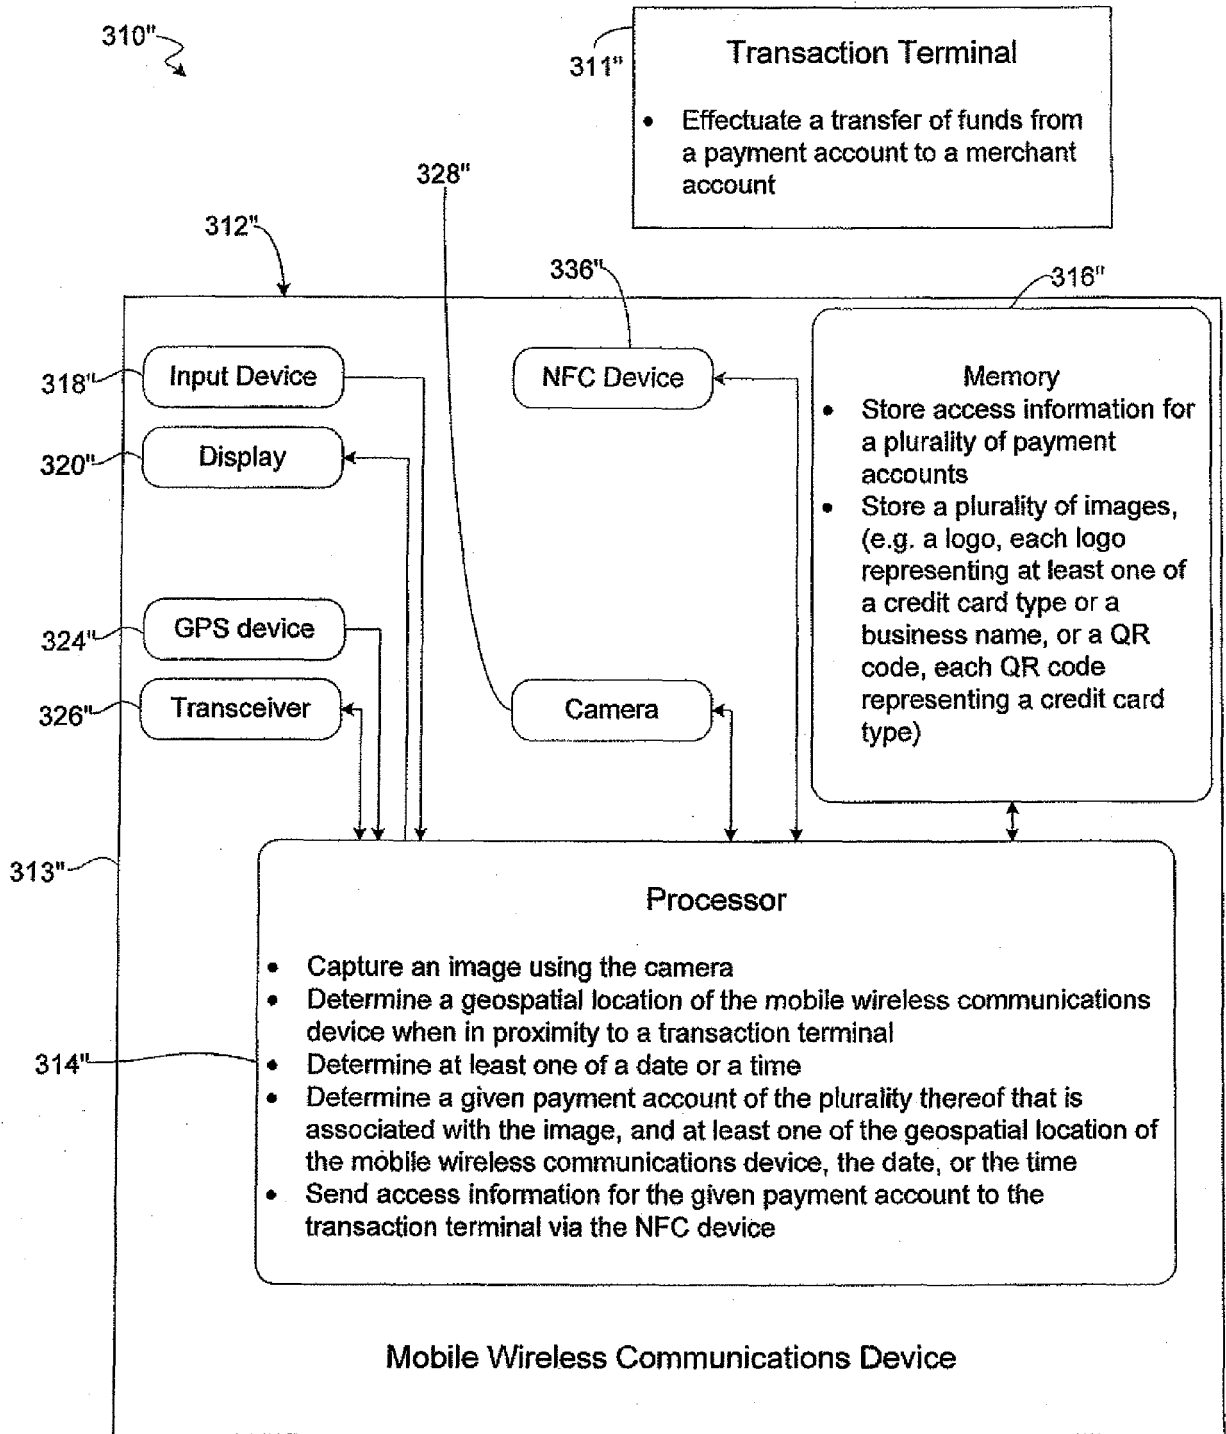 310"
311"
Transaction Terminal
• Effectuate a transfer of funds from
a payment account to a merchant
account
328"
312"
336"
316"
318"
Input Device
NFC Device
Memory
• Store access information for
a plurality of payment
accounts
• Store a plurality of images,
(e.g. a logo, each logo
representing at least one of
a credit card type or a
business name, or a QR
code, each QR code
representing a credit card
type)
320"
Display
324"
GPS device
326"
Transceiver
Camera
313"
Processor
• Capture an image using the camera
• Determine a geospatial location of the mobile wireless communications
device when in proximity to a transaction terminal
314"
• Determine at least one of a date or a time
• Determine a given payment account of the plurality thereof that is
associated with the image, and at least one of the geospatial location of
the mobile wireless communications device, the date, or the time
• Send access information for the given payment account to the
transaction terminal via the NFC device
Mobile Wireless Communications Device